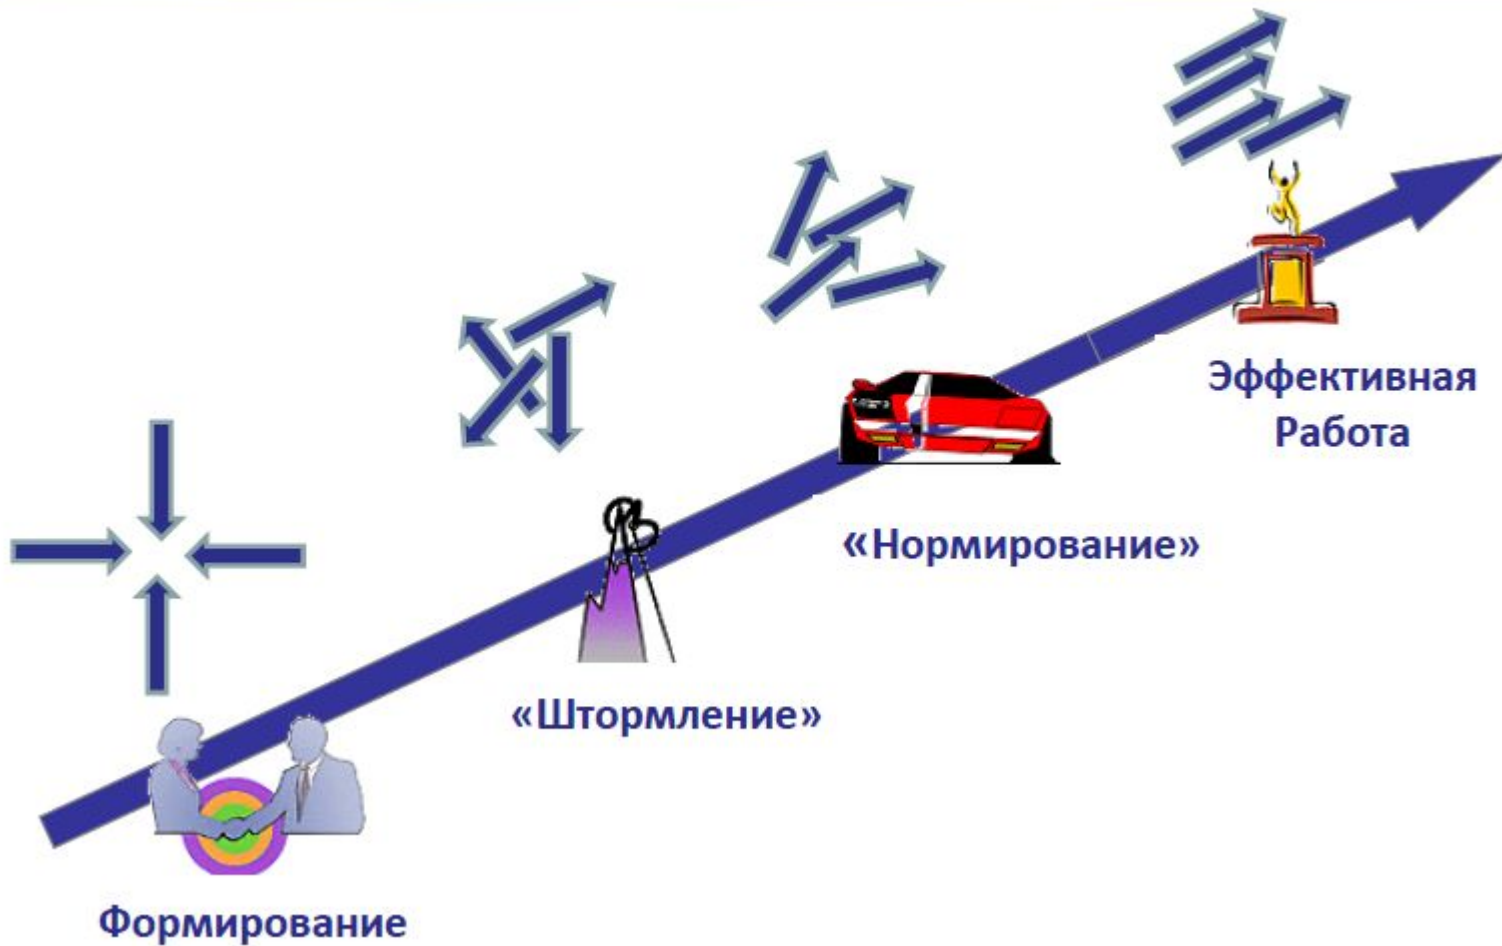 Эффективная
Работа
«Нормирование»
«Штормление»
Формирование